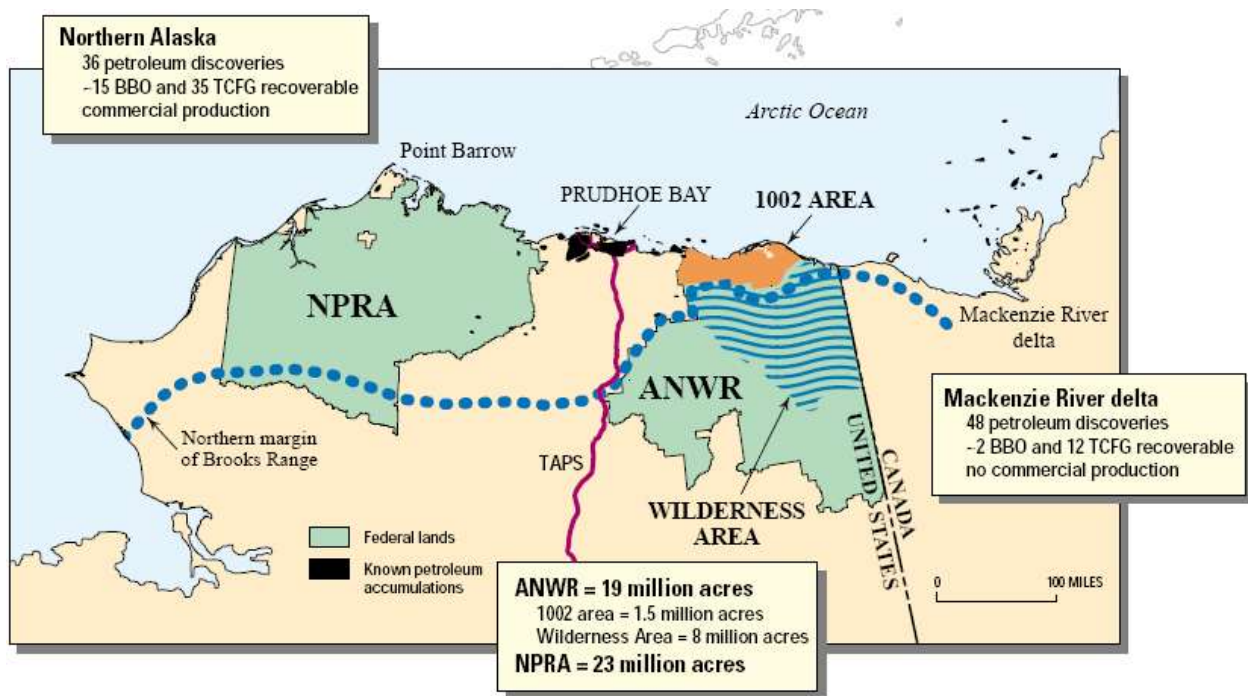 Northern Alaska
36 petroleum discoveries
~15 BBO and 35 TCFG recoverable
commercial production
Arctic Ocean
Point Barrow
PRUDHOE BAY
1002 AREA
NPRA
Mackenzie River
delta
ANWR
Mackenzie River delta
48 petroleum discoveries
~2 BBO and 12 TCFG recoverable
no commercial production
Northern margin
of Brooks Range
TAPS
CANADA
UNITED STATES
WILDERNESS
AREA
Federal lands
Known petroleum
accumulations
0 100 MILES
ANWR = 19 million acres
1002 area = 1.5 million acres
Wilderness Area = 8 million acres
NPRA = 23 million acres